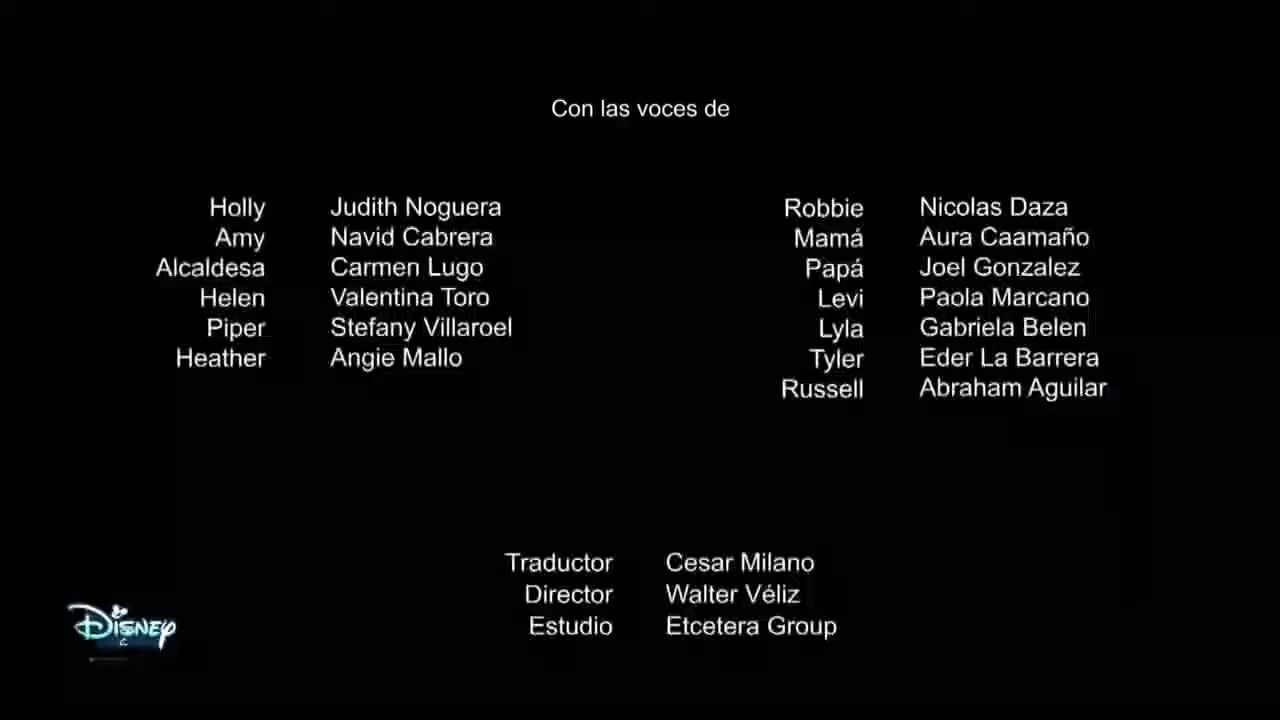 Con las voces de
Holly Judith Noguera
Amy Navid Cabrera
Alcaldesa Carmen Lugo
Helen Valentina Toro
Piper Stefany Villaroel
Heather Angie Mallo
Robbie Nicolas Daza
Mamá Aura Caamaño
Papá Joel Gonzalez
Levi Paola Marcano
Lyla Gabriela Belen
Tyler Eder La Barrera
Russell Abraham Aguilar
Traductor Cesar Milano
Director Walter Véliz
Estudio Etcetera Group
Disney